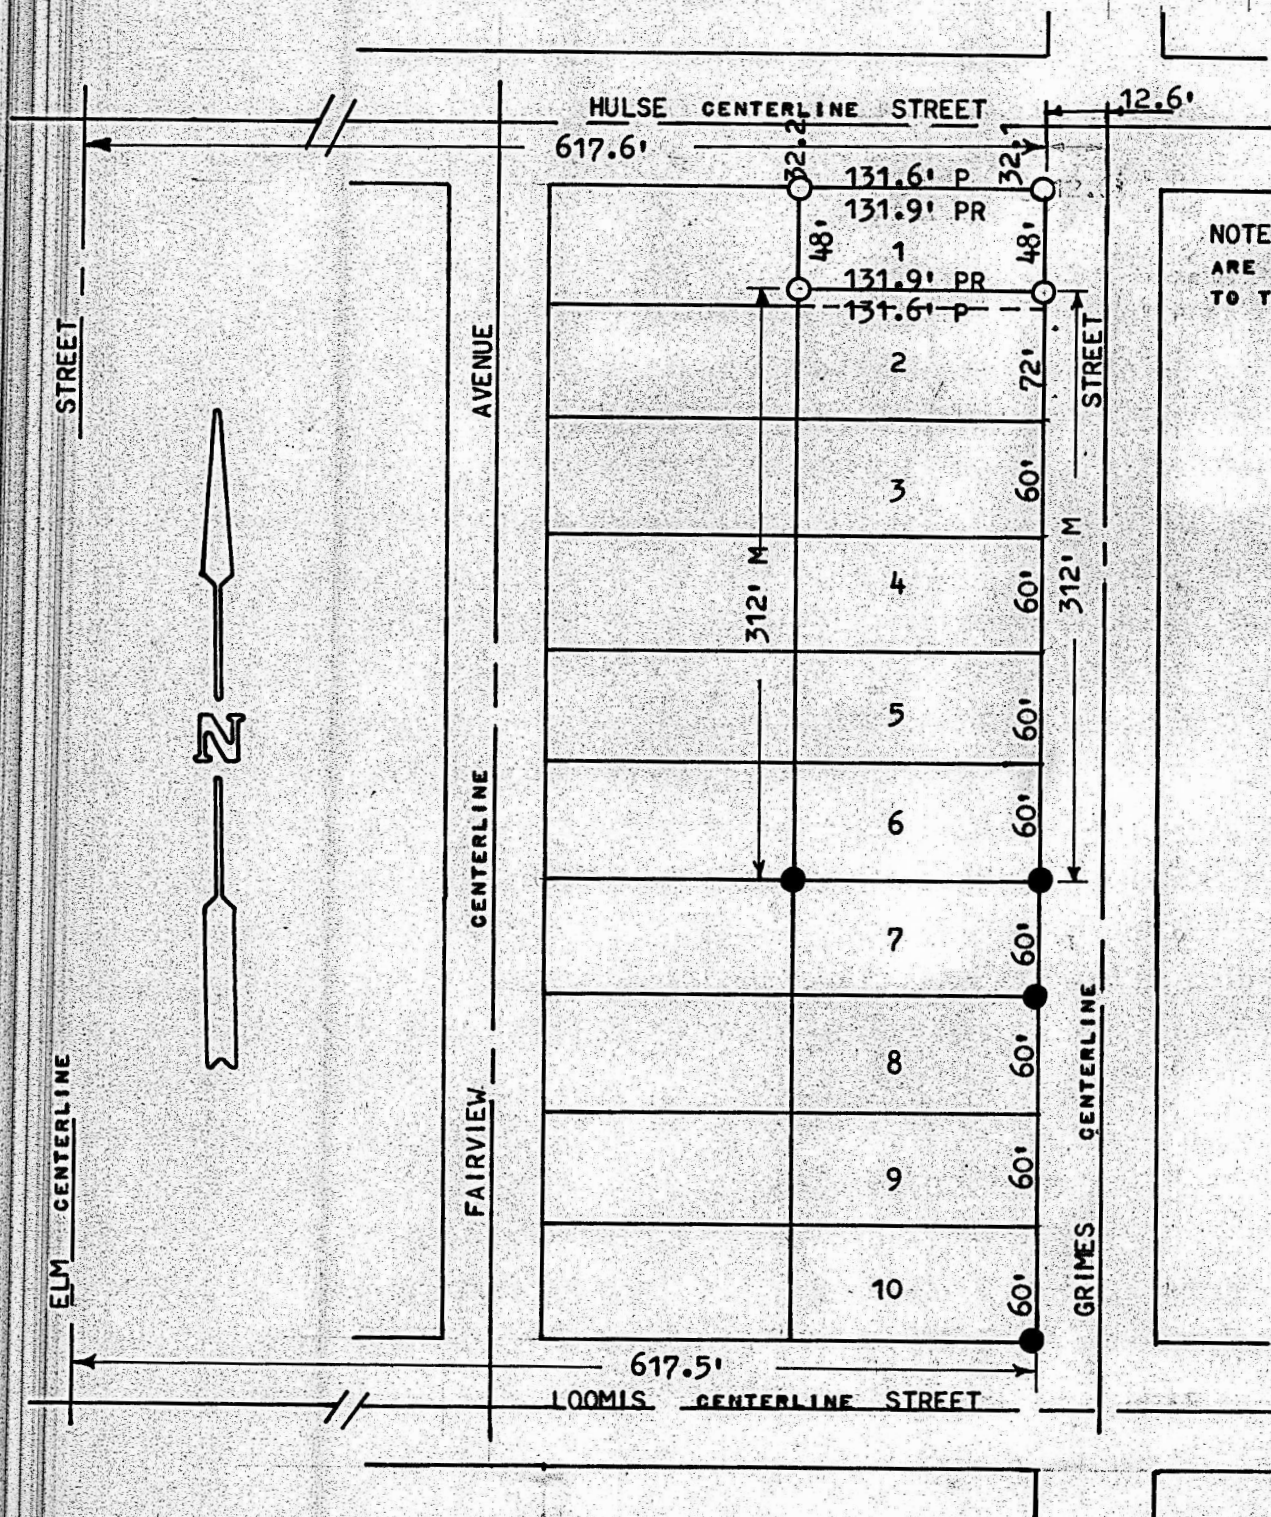 HULSE CENTERLINE STREET
12.6'
617.6'
32.2
32.1
131.6' P
131.9' PR
48'
1
48'
131.9' PR
131.6' P
NOTE
ARE
TO T
STREET
AVENUE
2
72'
STREET
3
60'
312' M
4
60'
312' M
5
60'
N
6
60'
CENTERLINE
7
60'
8
60'
CENTERLINE
ELM CENTERLINE
FAIRVIEW
9
60'
10
60'
GRIMES
617.5'
LOOMIS CENTERLINE STREET